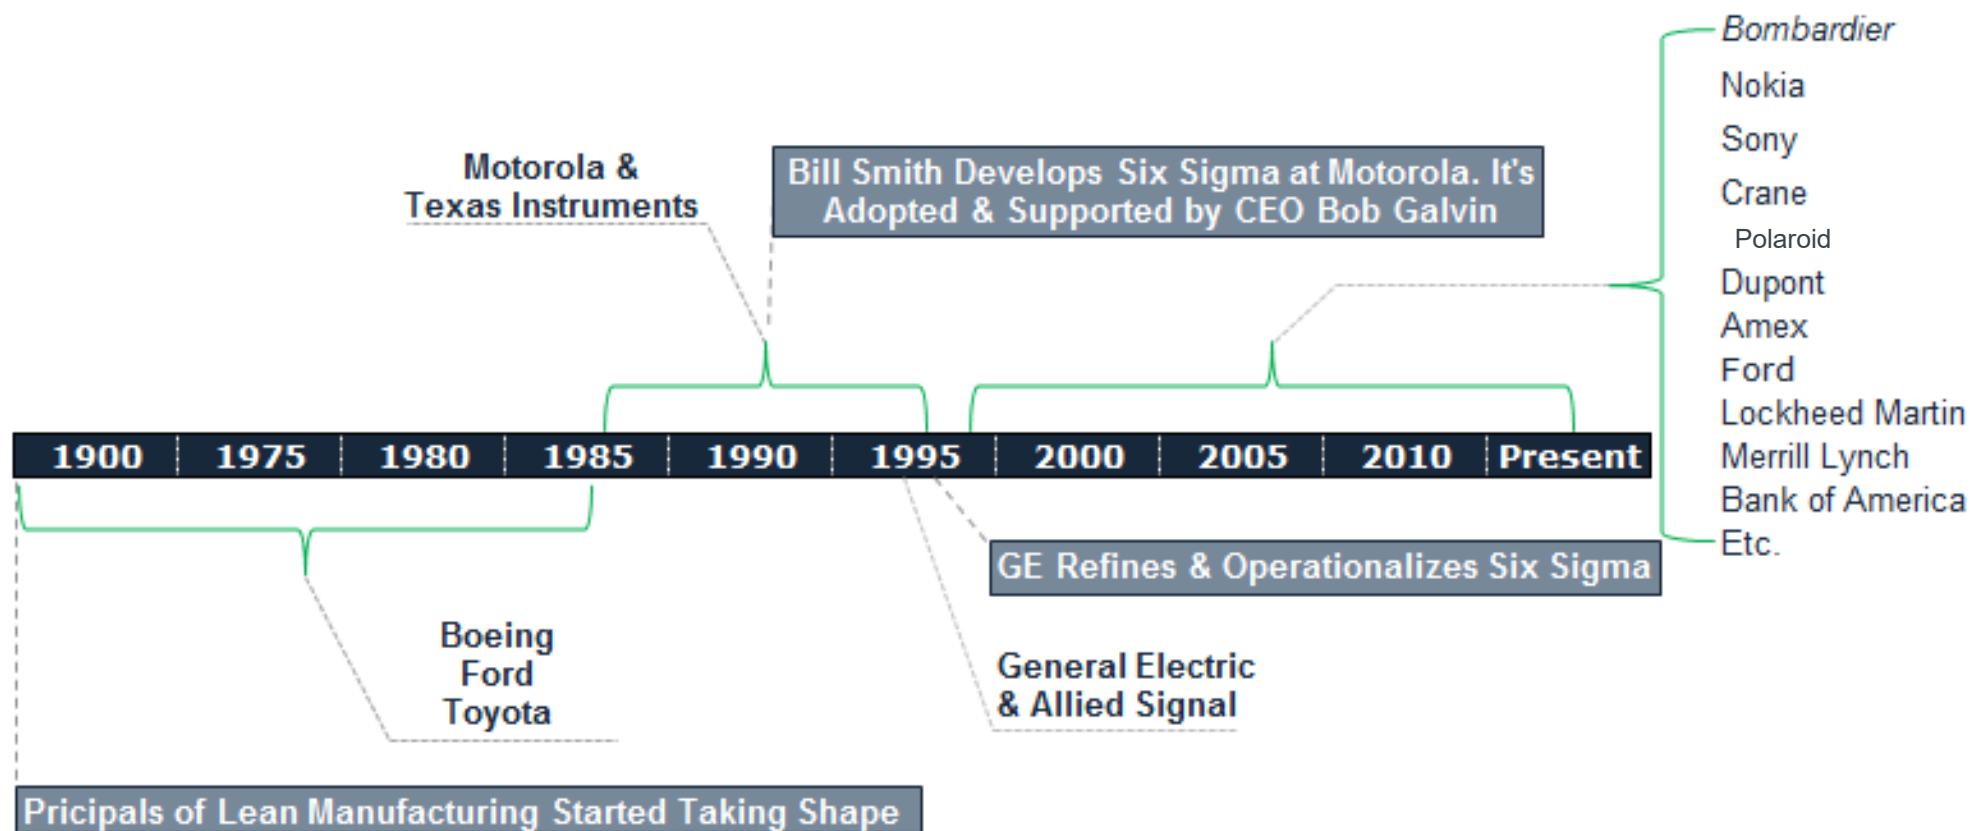 Bombardier
Nokia
Sony
Crane
Polaroid
Dupont
Amex
Ford
Lockheed Martin
Merrill Lynch
Bank of America
Etc.
Motorola &
Texas Instruments
Bill Smith Develops Six Sigma at Motorola. It's
Adopted & Supported by CEO Bob Galvin
1900 1975 1980 1985 1990 1995 2000 2005 2010 Present
GE Refines & Operationalizes Six Sigma
Boeing
Ford
Toyota
General Electric
& Allied Signal
Pricipals of Lean Manufacturing Started Taking Shape